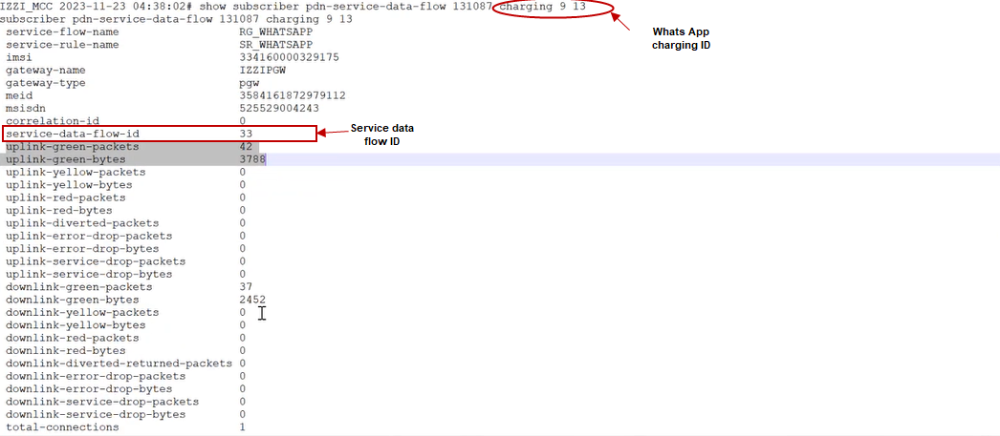 IZZI_MCC 2023-11-23 04:38:02# show subscriber pdn-service-data-flow 131087 charging 9 13
subscriber pdn-service-data-flow 131087 charging 9 13
Whats App
charging ID
service-flow-name RG_WHATSAPP
service-rule-name SR_WHATSAPP
imsi 334160000329175
gateway-name IZZIPGW
gateway-type pgw
meid 3584161872979112
msisdn 525529004243
correlation-id 0
service-data-flow-id 33
Service data
flow ID
uplink-green-packets 42
uplink-green-bytes 3788
uplink-yellow-packets 0
uplink-yellow-bytes 0
uplink-red-packets 0
uplink-red-bytes 0
uplink-diverted-packets 0
uplink-error-drop-packets 0
uplink-error-drop-bytes 0
uplink-service-drop-packets 0
uplink-service-drop-bytes 0
downlink-green-packets 37
downlink-green-bytes 2452
downlink-yellow-packets 0
downlink-yellow-bytes 0
downlink-red-packets 0
downlink-red-bytes 0
downlink-diverted-returned-packets 0
downlink-error-drop-packets 0
downlink-error-drop-bytes 0
downlink-service-drop-packets 0
downlink-service-drop-bytes 0
total-connections 1